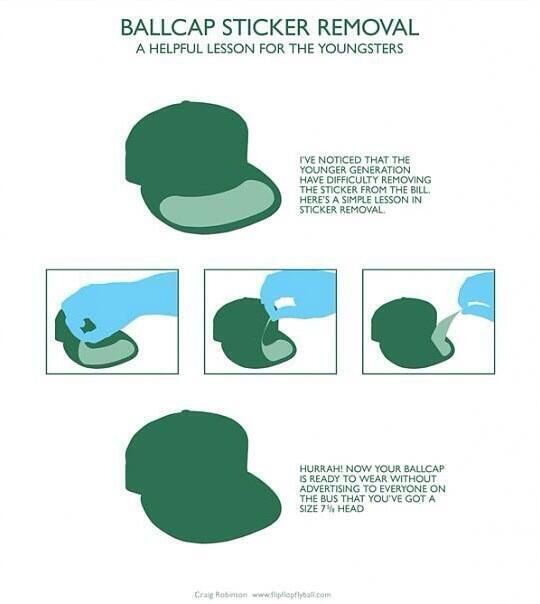 BALLCAP STICKER REMOVAL
A HELPFUL LESSON FOR THE YOUNGSTERS
I'VE NOTICED THAT THE
YOUNGER GENERATION
HAVE DIFFICULTY REMOVING
THE STICKER FROM THE BILL.
HERE'S A SIMPLE LESSON IN
STICKER REMOVAL.
HURRAH! NOW YOUR BALLCAP
IS READY TO WEAR WITHOUT
ADVERTISING TO EVERYONE ON
THE BUS THAT YOU'VE GOT A
SIZE 7 HEAD
Craig Robinson www.flipflopflyball.com